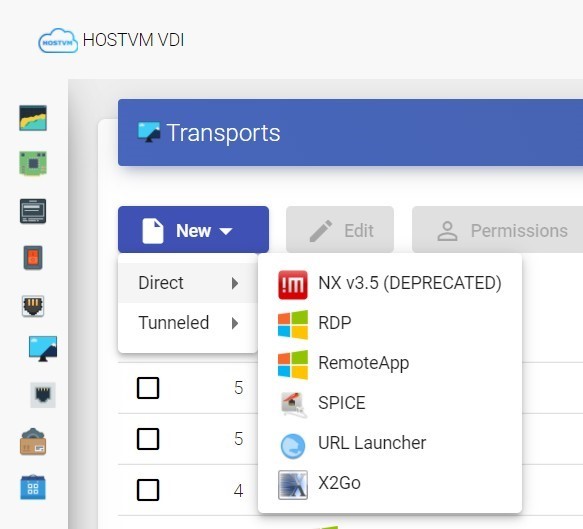 HOSTVM HOSTVM VDI
Transports
New Edit Permissions
Direct
Tunneled
NX v3.5 (DEPRECATED)
RDP
RemoteApp
SPICE
URL Launcher
X2Go
5
5
4